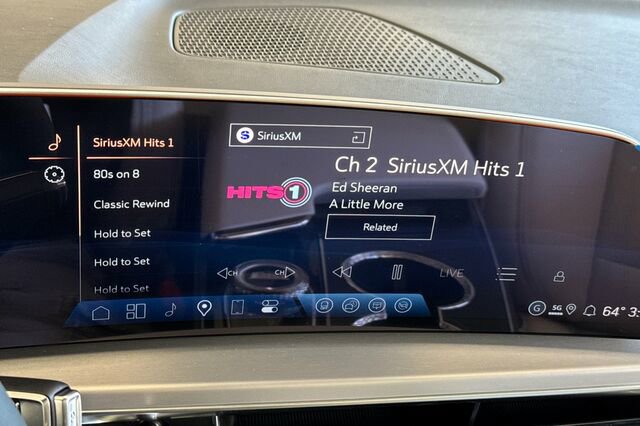 SiriusXM Hits 1
80s on 8
Classic Rewind
Hold to Set
Hold to Set
Hold to Set
S SiriusXM
HITS 1
Ch 2 SiriusXM Hits 1
Ed Sheeran
A Little More
Related
CH
CH
LIVE
G
5G
64° 3: